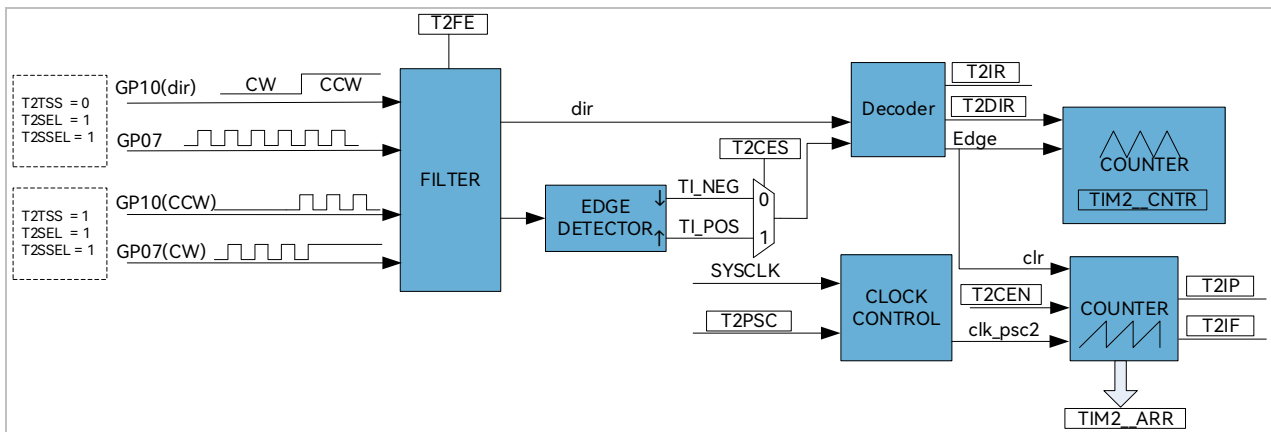 T2FE
T2TSS = 0
T2SEL = 1
T2SSEL = 1
GP10(dir)
CW
CCW
GP07
T2TSS = 1
T2SEL = 1
T2SSEL = 1
GP10(CCW)
GP07(CW)
FILTER
dir
EDGE
DETECTOR
↓
↑
TI_NEG
TI_POS
T2CES
0
1
Decoder
T2IR
T2DIR
Edge
COUNTER
TIM2__CNTR
SYSCLK
T2PSC
CLOCK
CONTROL
clr
T2CEN
clk_psc2
COUNTER
T2IP
T2IF
TIM2__ARR